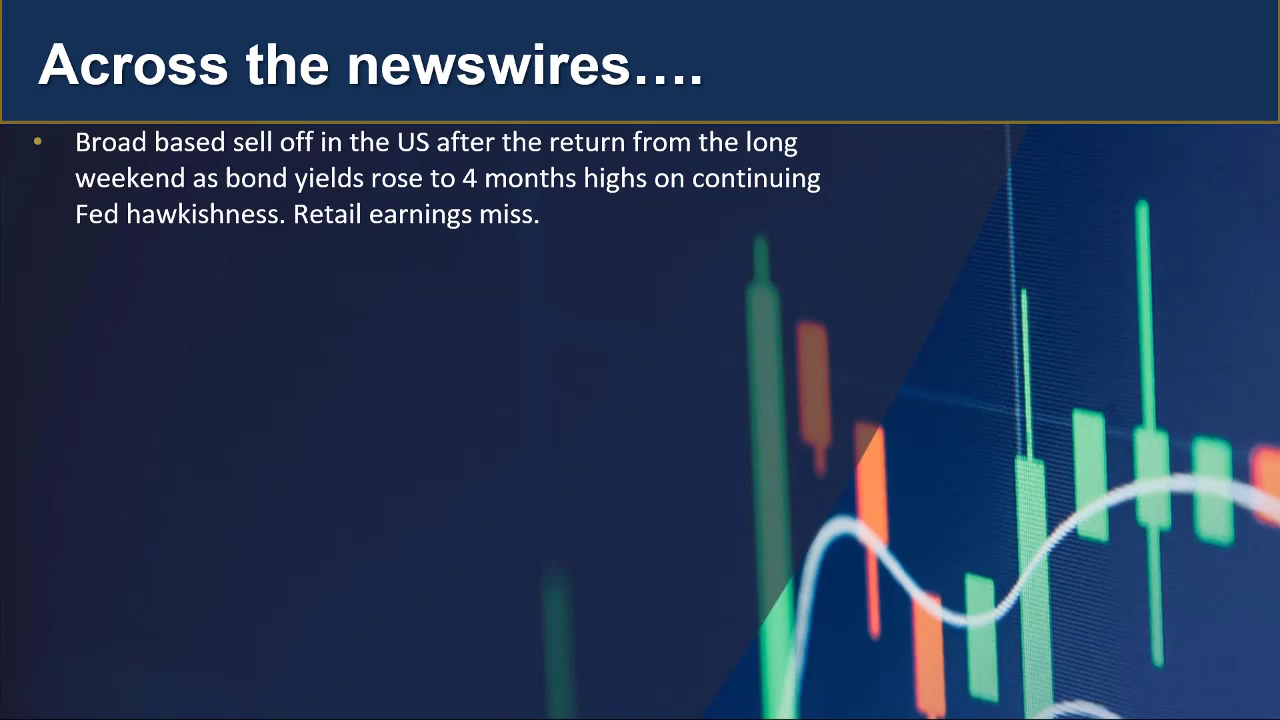 Across the newswires….
• Broad based sell off in the US after the return from the long
weekend as bond yields rose to 4 months highs on continuing
Fed hawkishness. Retail earnings miss.